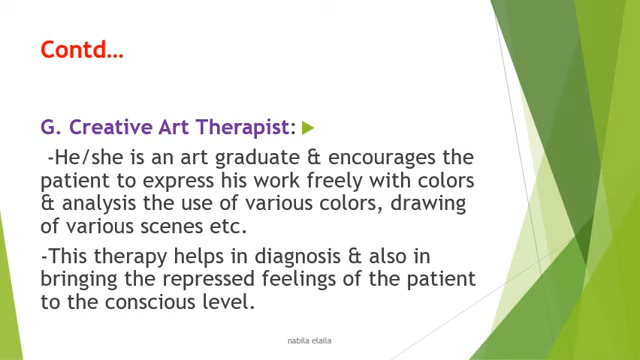 Contd…
G. Creative Art Therapist:
-He/she is an art graduate & encourages the
patient to express his work freely with colors
& analysis the use of various colors, drawing
of various scenes etc.
-This therapy helps in diagnosis & also in
bringing the repressed feelings of the patient
to the conscious level.
nabila elaila